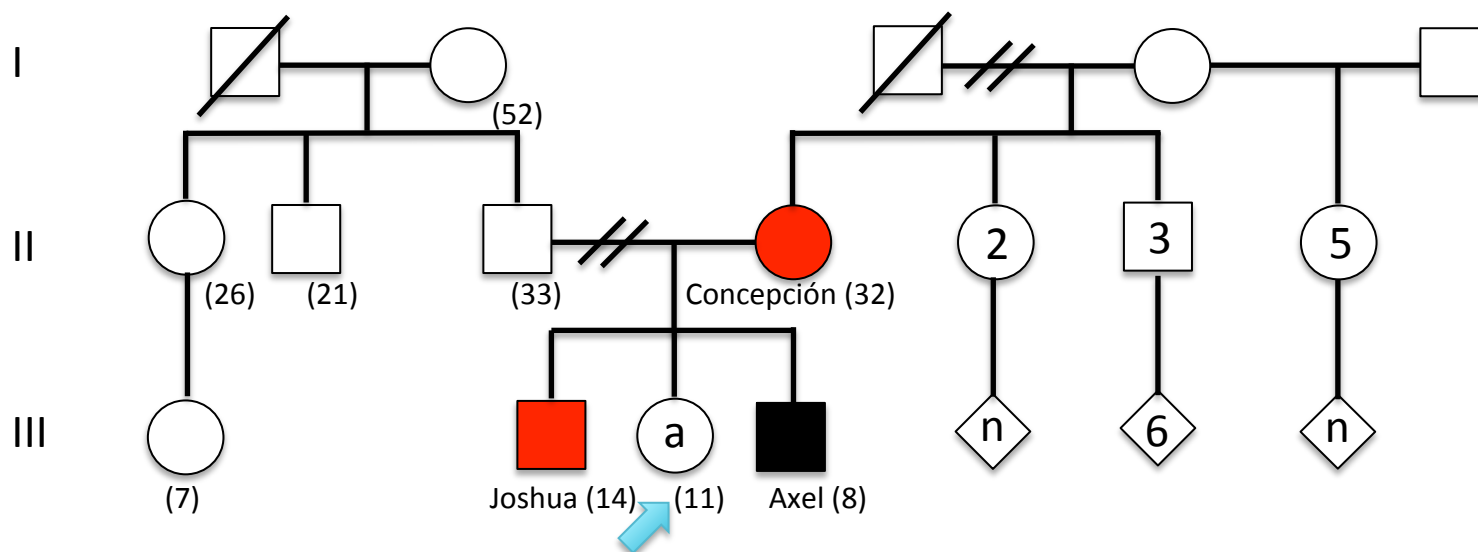 I
(52)
II
2
3
5
(26)
(21)
(33)
Concepción (32)
III
a
n
6
n
(7)
Joshua (14)
(11)
Axel (8)